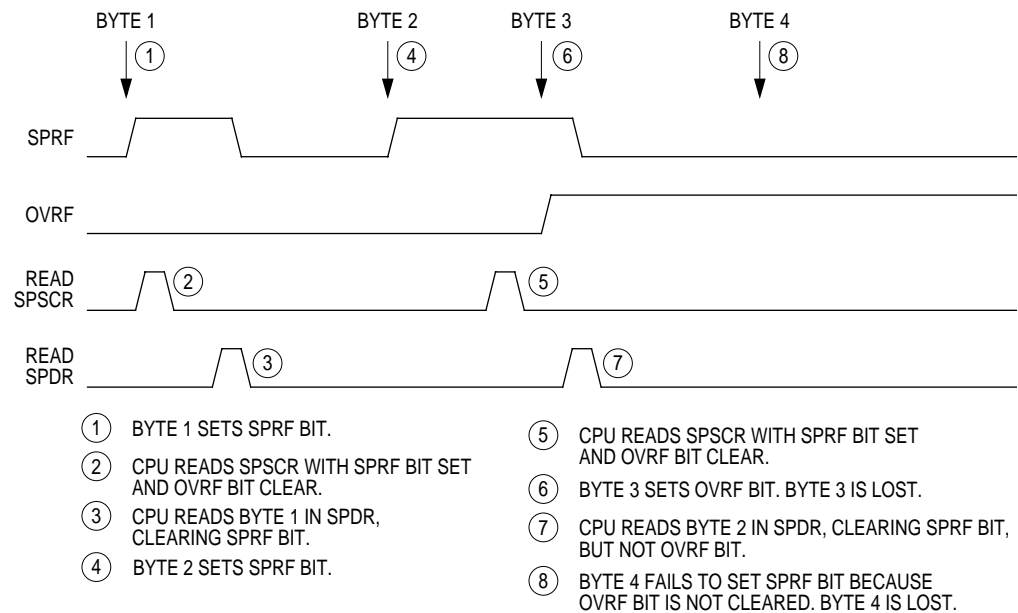 BYTE 1 BYTE 2 BYTE 3 BYTE 4
1 4 6 8
SPRF
OVRF
READ
SPSCR
2 5
READ
SPDR
3 7
1 BYTE 1 SETS SPRF BIT.
2 CPU READS SPSCR WITH SPRF BIT SET
AND OVRF BIT CLEAR.
3 CPU READS BYTE 1 IN SPDR,
CLEARING SPRF BIT.
4 BYTE 2 SETS SPRF BIT.
5 CPU READS SPSCR WITH SPRF BIT SET
AND OVRF BIT CLEAR.
6 BYTE 3 SETS OVRF BIT. BYTE 3 IS LOST.
7 CPU READS BYTE 2 IN SPDR, CLEARING SPRF BIT,
BUT NOT OVRF BIT.
8 BYTE 4 FAILS TO SET SPRF BIT BECAUSE
OVRF BIT IS NOT CLEARED. BYTE 4 IS LOST.